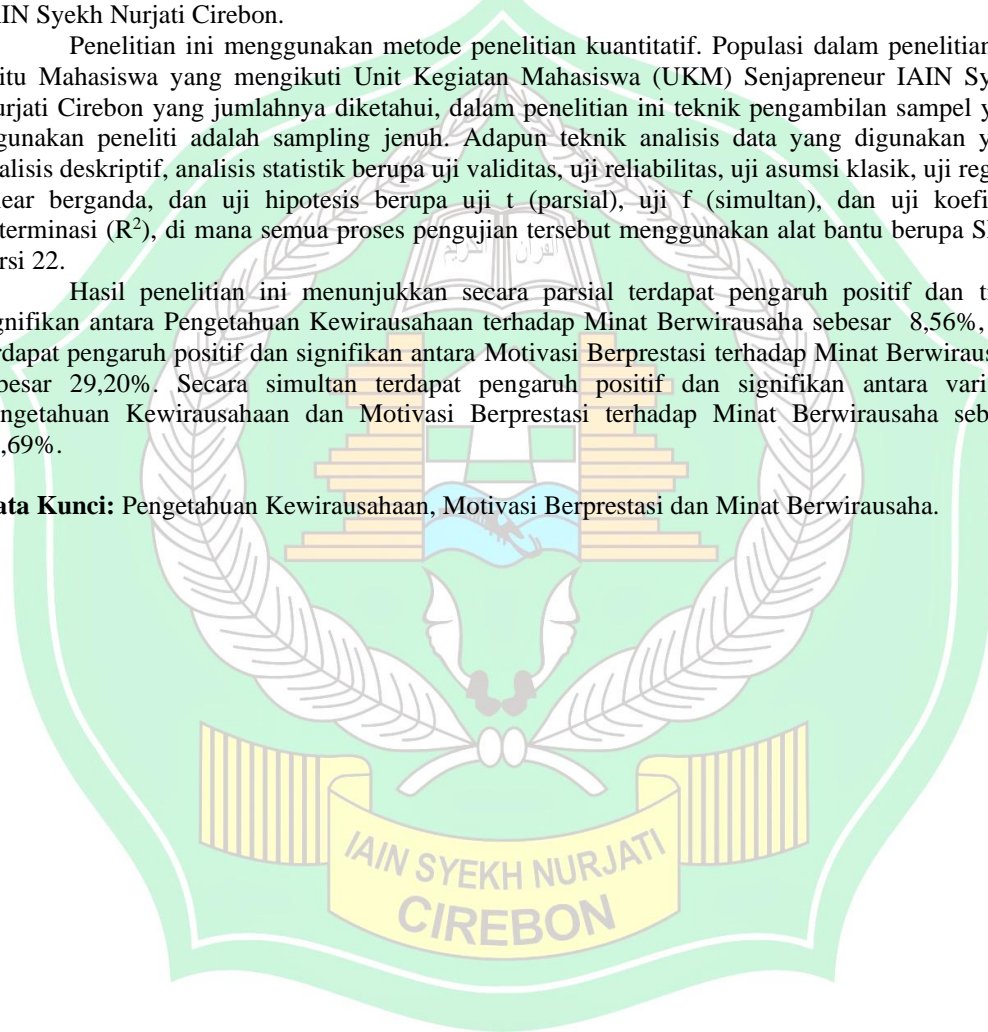 AIN Syekh Nurjati Cirebon.
Penelitian ini menggunakan metode penelitian kuantitatif. Populasi dalam penelitian
itu Mahasiswa yang mengikuti Unit Kegiatan Mahasiswa (UKM) Senjapreneur IAIN Sy
urjati Cirebon yang jumlahnya diketahui, dalam penelitian ini teknik pengambilan sampel y
gunakan peneliti adalah sampling jenuh. Adapun teknik analisis data yang digunakan y
alisis deskriptif, analisis statistik berupa uji validitas, uji reliabilitas, uji asumsi klasik, uji reg
near berganda, dan uji hipotesis berupa uji t (parsial), uji f (simultan), dan uji koefi
terminasi (R²), di mana semua proses pengujian tersebut menggunakan alat bantu berupa S
rsi 22.
Hasil penelitian ini menunjukkan secara parsial terdapat pengaruh positif dan t
gnifikan antara Pengetahuan Kewirausahaan terhadap Minat Berwirausaha sebesar 8,56%,
rdapat pengaruh positif dan signifikan antara Motivasi Berprestasi terhadap Minat Berwiraus
besar 29,20%. Secara simultan terdapat pengaruh positif dan signifikan antara vari
ngetahuan Kewirausahaan dan Motivasi Berprestasi terhadap Minat Berwirausaha seb
,69%.
ata Kunci: Pengetahuan Kewirausahaan, Motivasi Berprestasi dan Minat Berwirausaha.
القرآن الكريم
IAIN SYEKH NURJATI
CIREBON